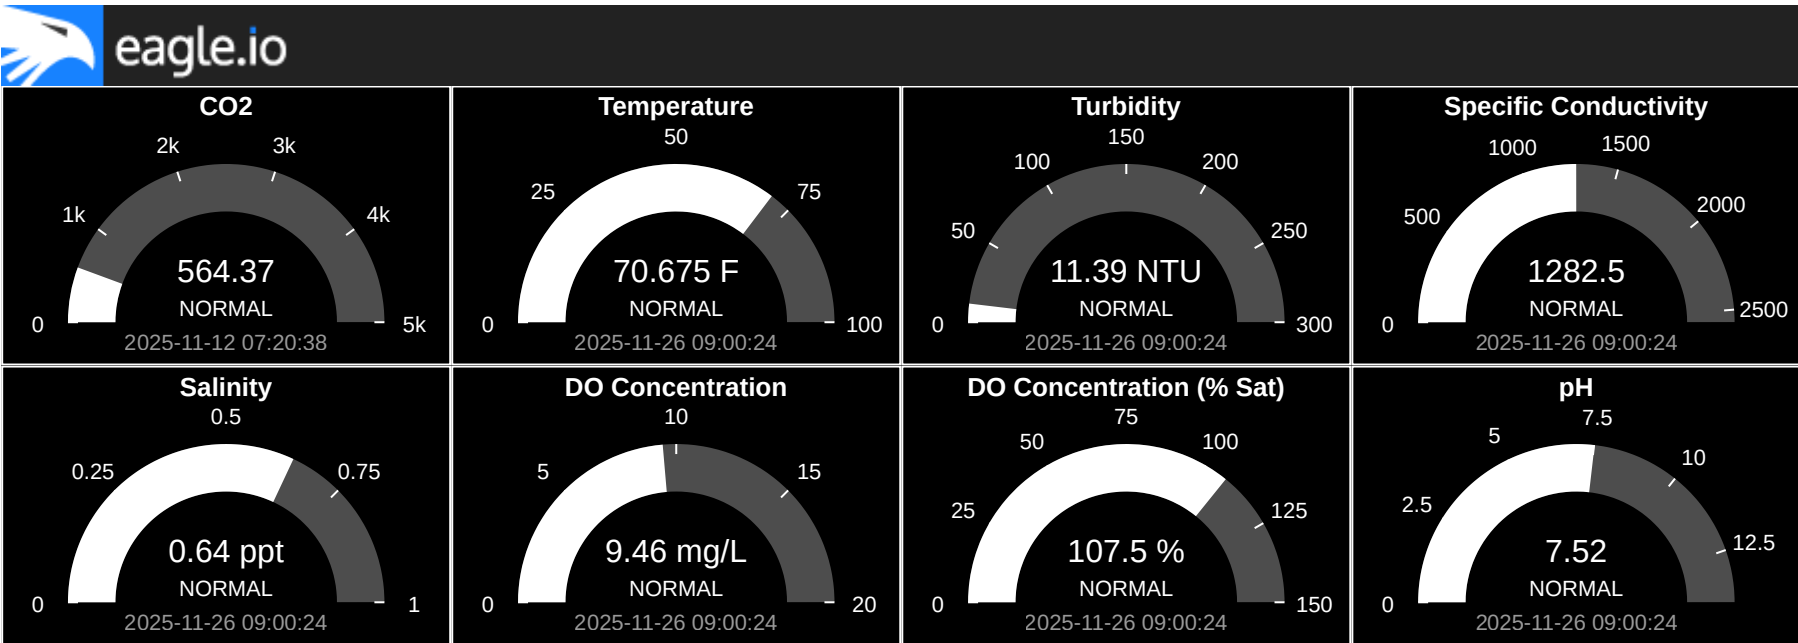 eagle.io
CO2
2k
3k
1k
4k
564.37
NORMAL
0
5k
2025-11-12 07:20:38
Temperature
50
25
75
70.675 F
NORMAL
0
100
2025-11-26 09:00:24
Turbidity
150
100
200
50
250
11.39 NTU
NORMAL
0
300
2025-11-26 09:00:24
Specific Conductivity
1000
1500
500
2000
1282.5
NORMAL
0
2500
2025-11-26 09:00:24
Salinity
0.5
0.25
0.75
0.64 ppt
NORMAL
0
1
2025-11-26 09:00:24
DO Concentration
10
5
15
9.46 mg/L
NORMAL
0
20
2025-11-26 09:00:24
DO Concentration (% Sat)
75
50
100
25
125
107.5 %
NORMAL
0
150
2025-11-26 09:00:24
pH
7.5
5
10
2.5
12.5
7.52
NORMAL
0
2025-11-26 09:00:24